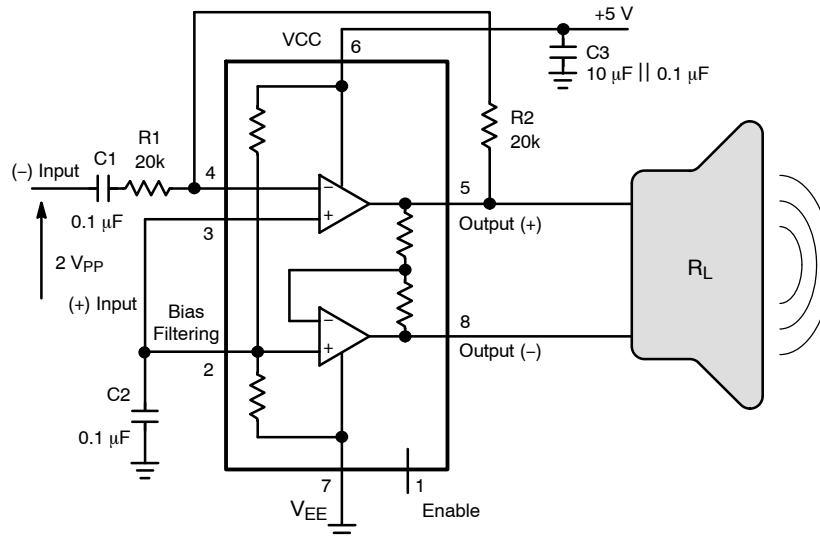 +5 V
VCC
6
C3
10 μF || 0.1 μF
R2
20k
R1
20k
C1
(−) Input
4
−
5
0.1 μF
+
Output (+)
3
2 VPP
RL
(+) Input
Bias
Filtering
−
8
+
Output (−)
2
C2
0.1 μF
7
1
VEE
Enable